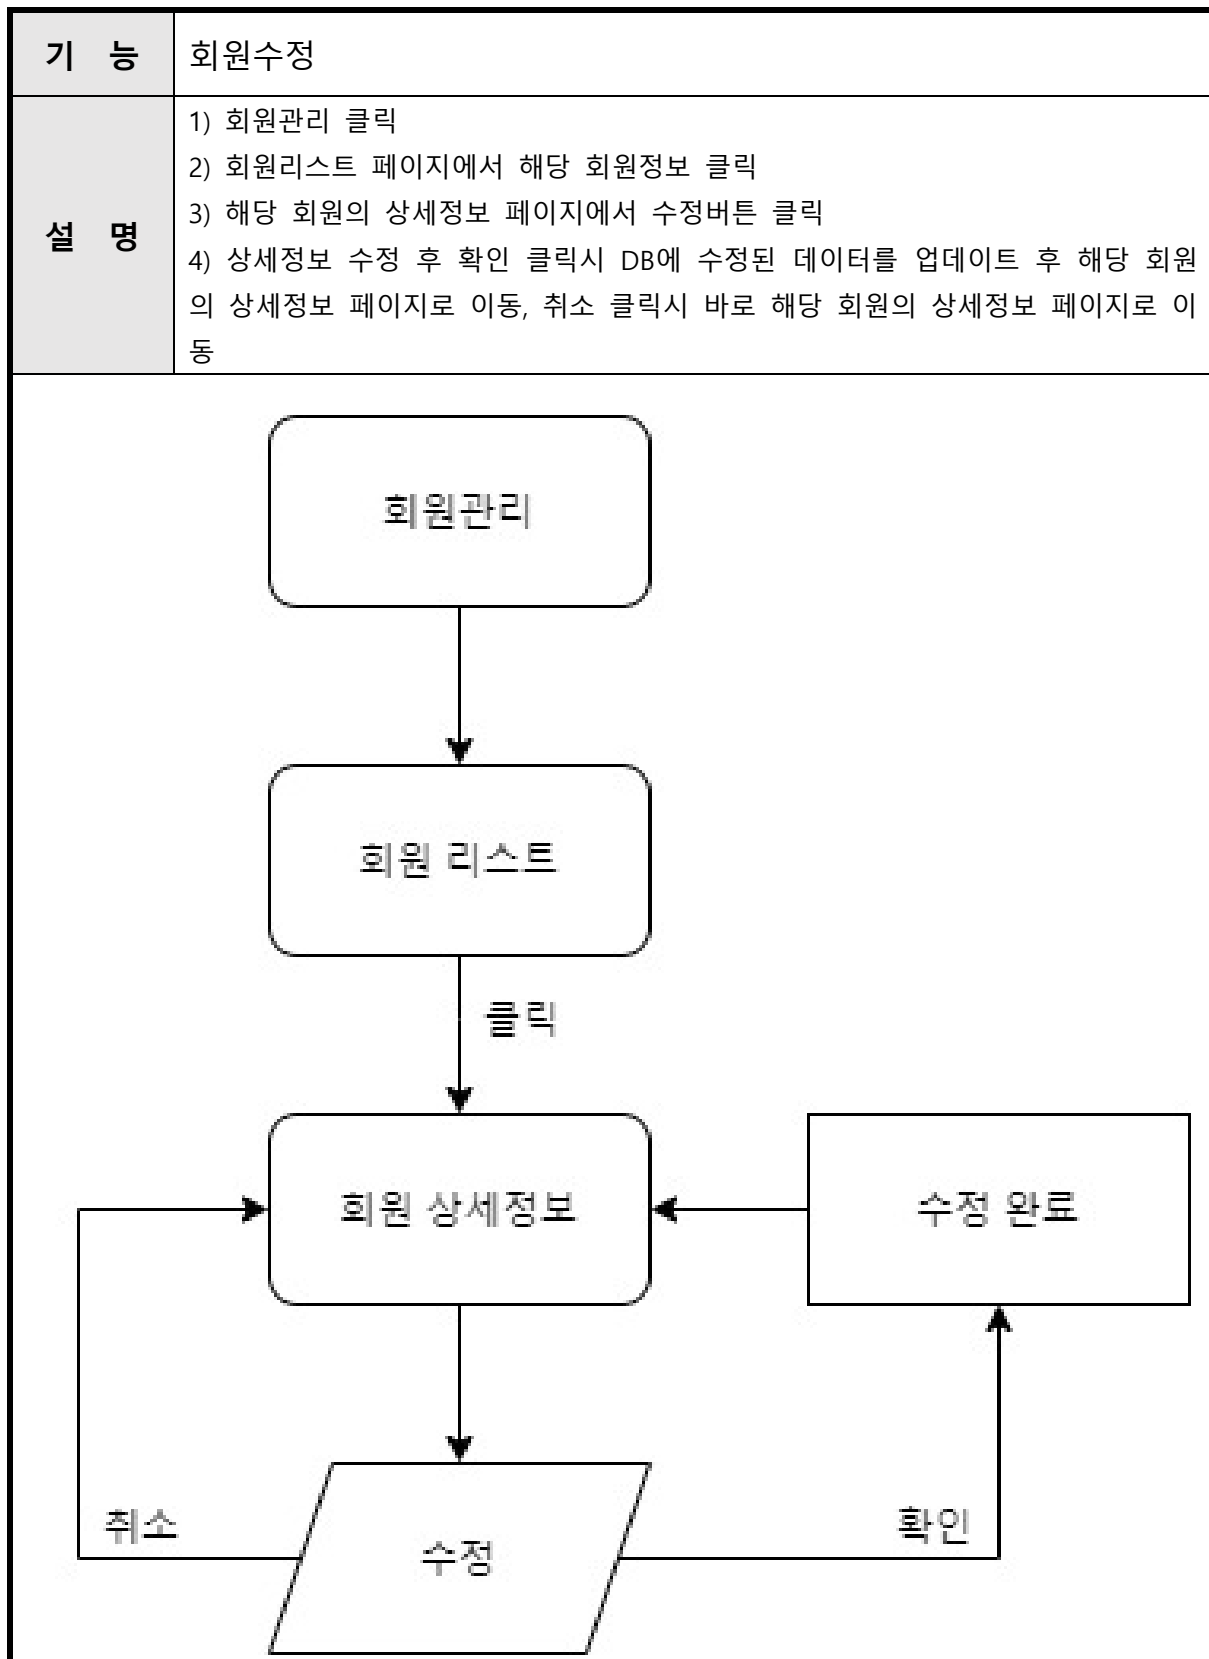 기 능
회원수정
설 명
1) 회원관리 클릭
2) 회원리스트 페이지에서 해당 회원정보 클릭
3) 해당 회원의 상세정보 페이지에서 수정버튼 클릭
4) 상세정보 수정 후 확인 클릭시 DB에 수정된 데이터를 업데이트 후 해당 회원
의 상세정보 페이지로 이동, 취소 클릭시 바로 해당 회원의 상세정보 페이지로 이
동
회원관리
회원 리스트
클릭
회원 상세정보
수정 완료
취소
수정
확인